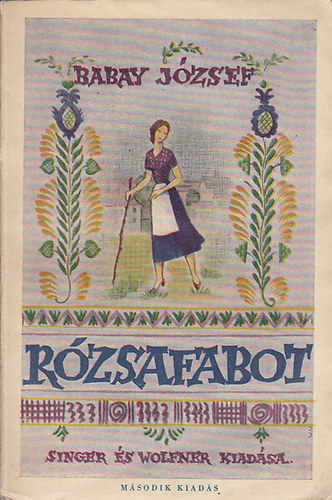 BABAY JÓZSEF
RÓZSAFABOT
SINGER ÉS WOLFNER KIADÁSA.
MÁSODIK KIADÁS